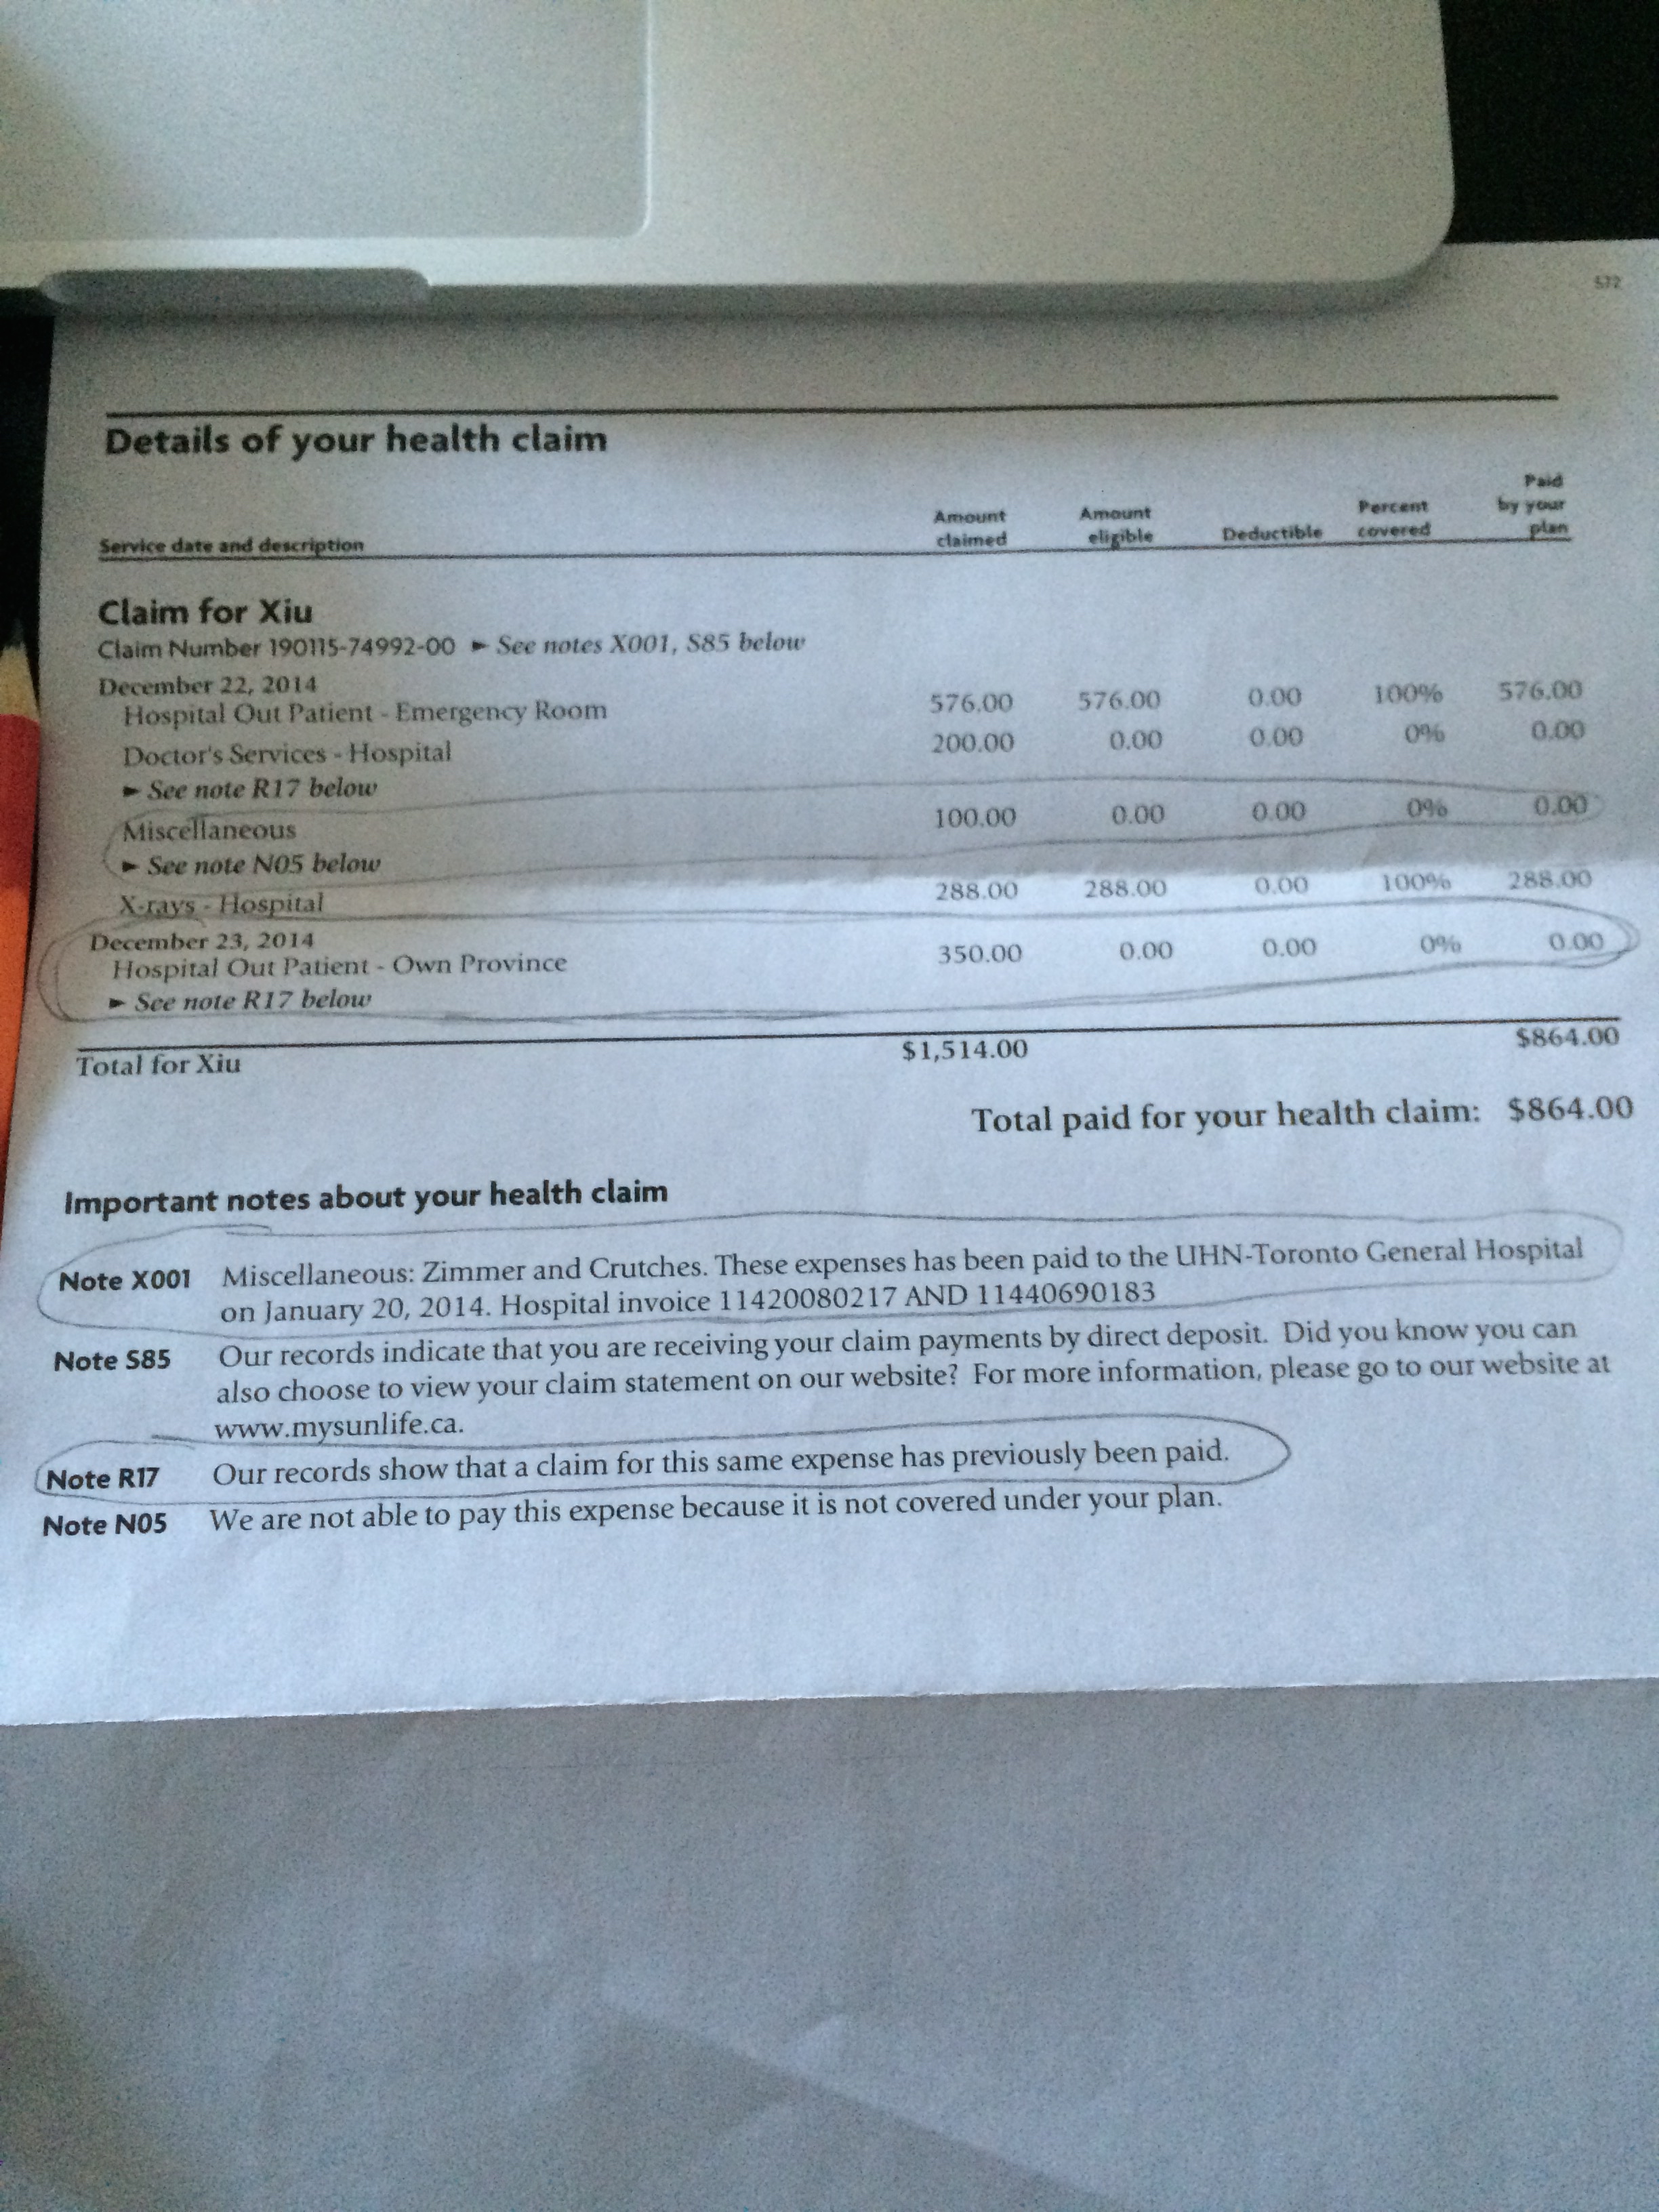 572
Details of your health claim
Service date and description Amount claimed Amount eligible Deductible Percent covered Paid by your plan
Claim for Xiu
Claim Number 190115-74992-00 ► See notes X001, S85 below
December 22, 2014
Hospital Out Patient - Emergency Room 576.00 576.00 0.00 100% 576.00
Doctor's Services - Hospital 200.00 0.00 0.00 0% 0.00
► See note R17 below
Miscellaneous 100.00 0.00 0.00 0% 0.00
► See note N05 below
X-rays - Hospital 288.00 288.00 0.00 100% 288.00
December 23, 2014
Hospital Out Patient - Own Province 350.00 0.00 0.00 0% 0.00
► See note R17 below
Total for Xiu $1,514.00 $864.00
Total paid for your health claim: $864.00
Important notes about your health claim
Note X001 Miscellaneous: Zimmer and Crutches. These expenses has been paid to the UHN-Toronto General Hospital
on January 20, 2014. Hospital invoice 11420080217 AND 11440690183
Note S85 Our records indicate that you are receiving your claim payments by direct deposit. Did you know you can
also choose to view your claim statement on our website? For more information, please go to our website at
www.mysunlife.ca.
Note R17 Our records show that a claim for this same expense has previously been paid.
Note N05 We are not able to pay this expense because it is not covered under your plan.